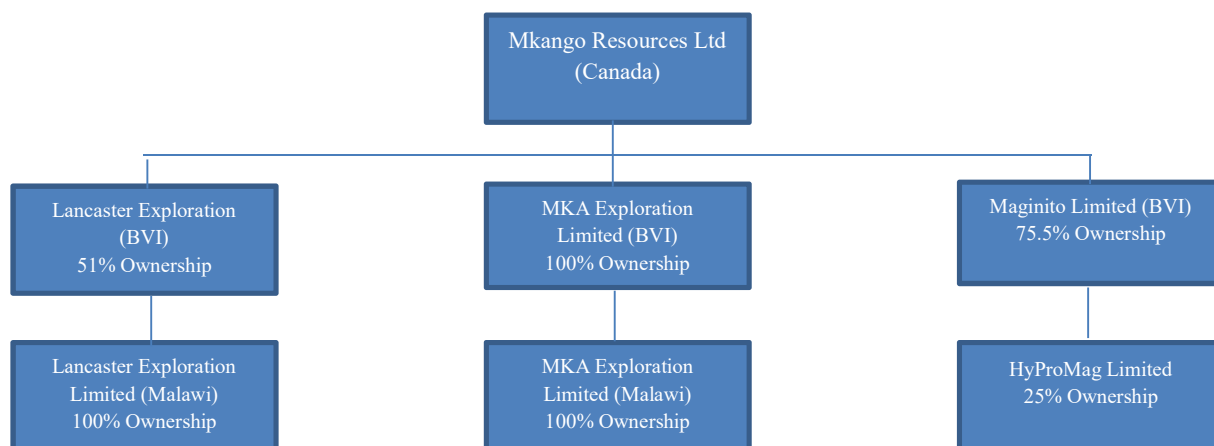 Mkango Resources Ltd
(Canada)
Lancaster Exploration
(BVI)
51% Ownership
MKA Exploration
Limited (BVI)
100% Ownership
Maginito Limited (BVI)
75.5% Ownership
Lancaster Exploration
Limited (Malawi)
100% Ownership
MKA Exploration
Limited (Malawi)
100% Ownership
HyProMag Limited
25% Ownership